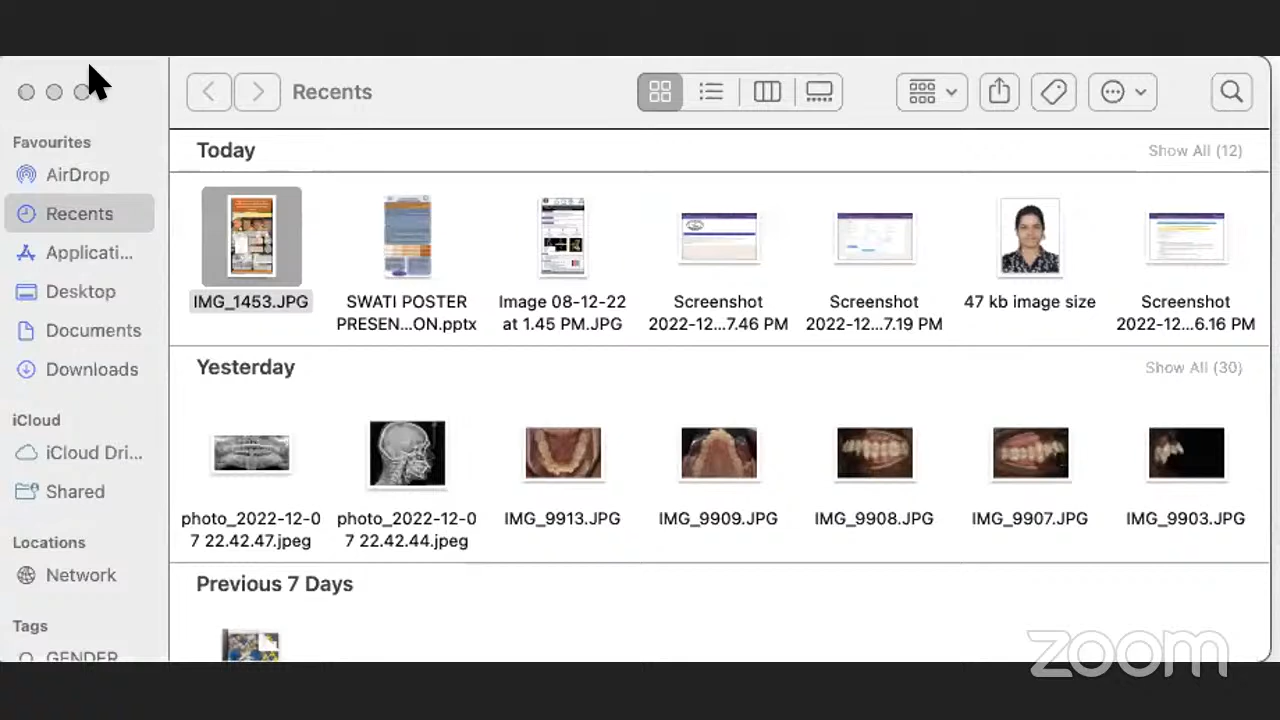 Recents
Favourites
AirDrop
Recents
Applicati...
Desktop
Documents
Downloads
iCloud
iCloud Dri...
Shared
Locations
Network
Tags
GENDER
Today
Show All (12)
IMG_1453.JPG
SWATI POSTER
PRESEN...ON.pptx
Image 08-12-22
at 1.45 PM.JPG
Screenshot
2022-12...7.46 PM
Screenshot
2022-12...7.19 PM
47 kb image size
Screenshot
2022-12...6.16 PM
Yesterday
Show All (30)
photo_2022-12-0
7 22.42.47.jpeg
photo_2022-12-0
7 22.42.44.jpeg
IMG_9913.JPG
IMG_9909.JPG
IMG_9908.JPG
IMG_9907.JPG
IMG_9903.JPG
Previous 7 Days
zoom